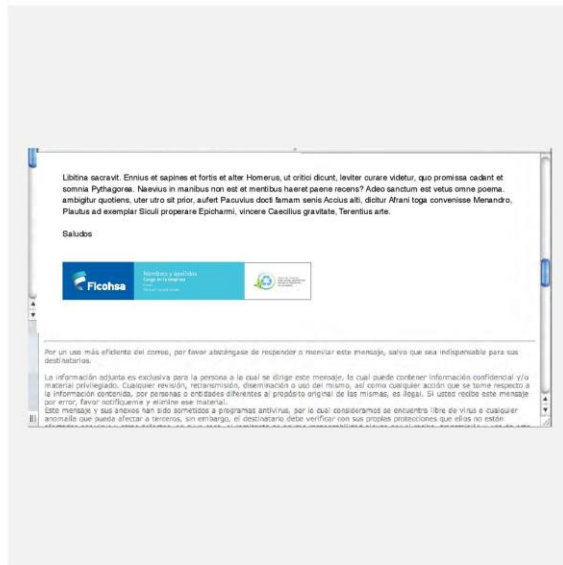 Libitina sacravit. Ennius et sapines et fortis et alter Homerus, ut critici dicunt, leviter curare videtur, quo promissa cadant et
somnia Pythagorea. Naevius in manibus non est et mentibus haeret paene recens? Adeo sanctum est vetus omne poema.
ambigitur quotiens, uter utro sit prior, aufert Pacuvius docti famam senis Accius alti, dicitur Afrani toga convenisse Menandro,
Plautus ad exemplar Siculi properare Epicharmi, vincere Caecilius gravitate, Terentius arte.
Saludos
Ficohsa
Nombres y apellidos
Cargo en la empresa
Por un uso más eficiente del correo, por favor absténgase de responder o reenviar este mensaje, salvo que sea indispensable para sus
destinatarios.
La información adjunta es exclusiva para la persona a la cual se dirige este mensaje, la cual puede contener información confidencial y/o
material privilegiado. Cualquier revisión, retransmisión, diseminación o uso del mismo, así como cualquier acción que se tome respecto a
la información contenida, por personas o entidades diferentes al propósito original de las mismas, es ilegal. Si usted recibe este mensaje
por error, favor notifíqueme y elimine ese material.
Este mensaje y sus anexos han sido sometidos a programas antivirus, por lo cual consideramos se encuentra libre de virus o cualquier
anomalía que pueda afectar a terceros, sin embargo, el destinatario debe verificar con sus propias protecciones que ellos no estén